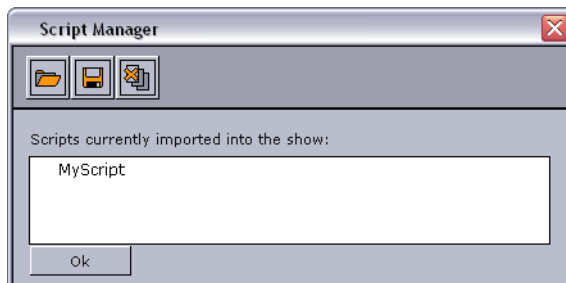 Script Manager
Scripts currently imported into the show:
MyScript
Ok